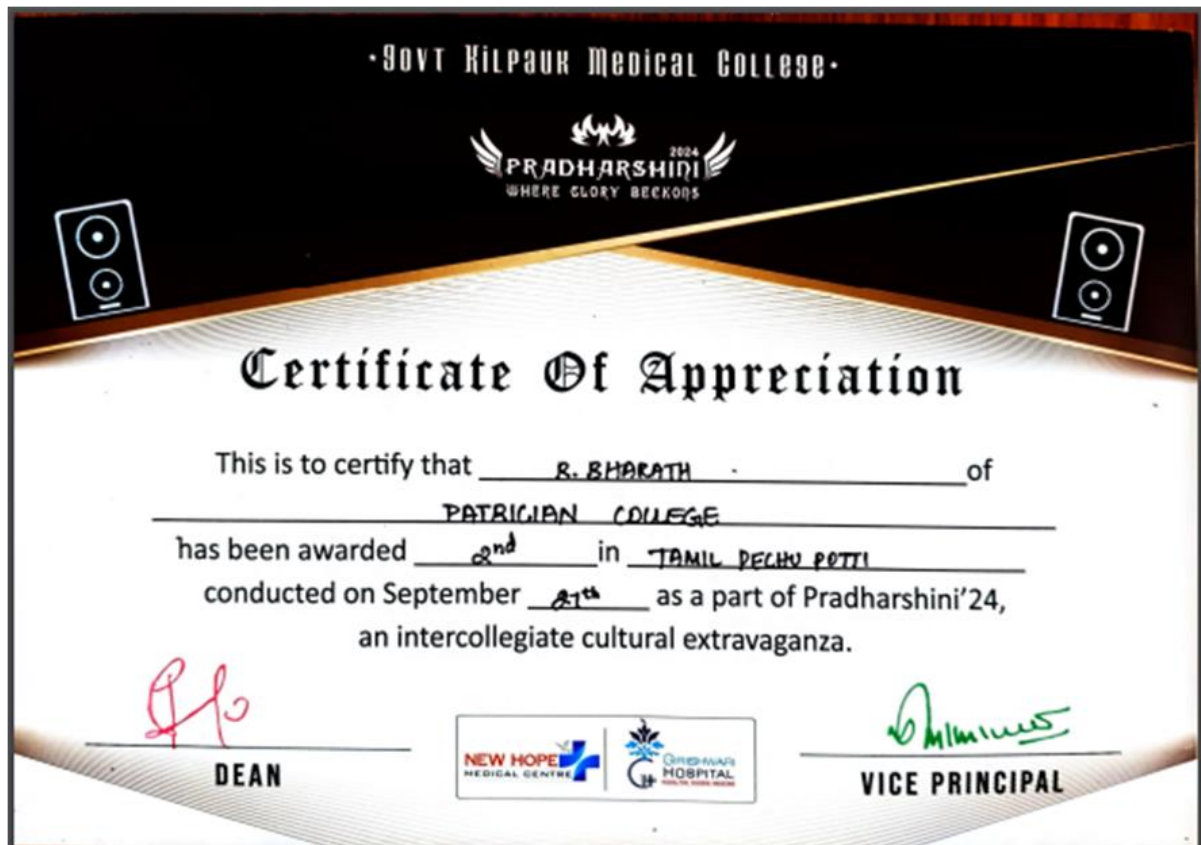 GOVT KILPAUK MEDICAL COLLEGE
2024
PRADHARSHINI
WHERE GLORY BECKONS
Certificate Of Appreciation
This is to certify that R. BHARATH of
PATRICIAN COLLEGE
has been awarded 2nd in TAMIL PECHU POTTI
conducted on September 27th as a part of Pradharshini'24,
an intercollegiate cultural extravaganza.
DEAN
NEW HOPE
MEDICAL CENTRE
GIRISHWARI
HOSPITAL
VICE PRINCIPAL